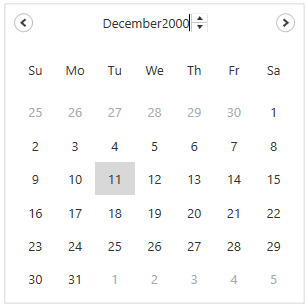 December2000
Su Mo Tu We Th Fr Sa
25 26 27 28 29 30 1
2 3 4 5 6 7 8
9 10 11 12 13 14 15
16 17 18 19 20 21 22
23 24 25 26 27 28 29
30 31 1 2 3 4 5